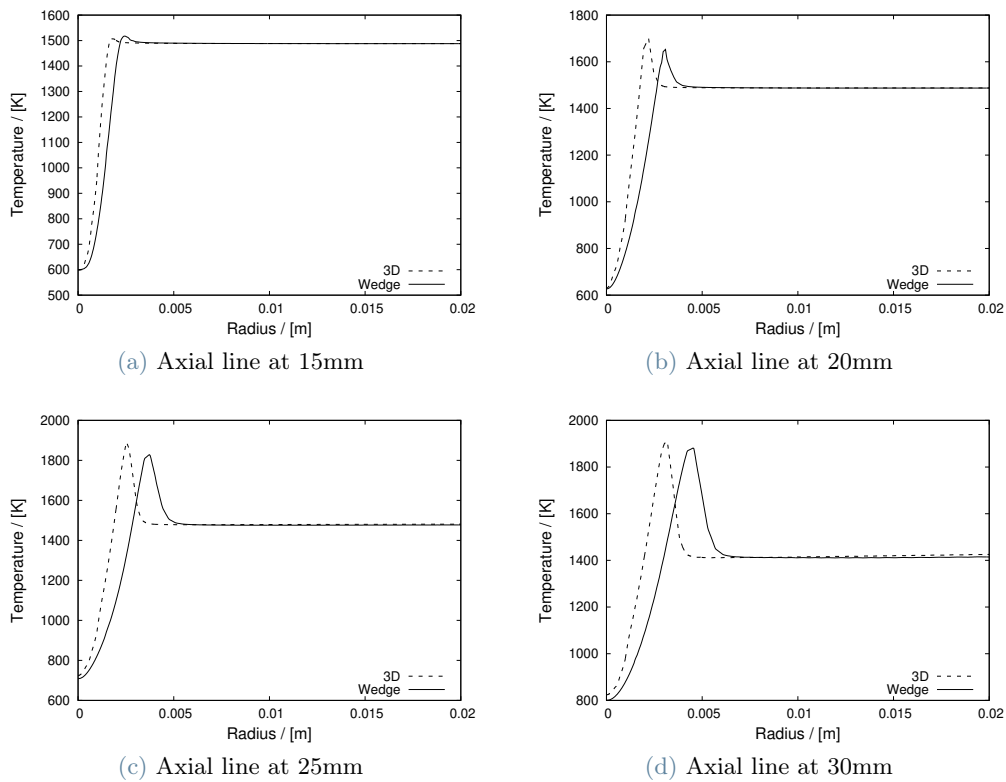 1600
1500
1400
1300
1200
1100
1000
900
800
700
600
500
Temperature / [K]
3D
Wedge
0 0.005 0.01 0.015 0.02
Radius / [m]
(a) Axial line at 15mm
1800
1600
1400
1200
1000
800
600
Temperature / [K]
3D
Wedge
0 0.005 0.01 0.015 0.02
Radius / [m]
(b) Axial line at 20mm
2000
1800
1600
1400
1200
1000
800
600
Temperature / [K]
3D
Wedge
0 0.005 0.01 0.015 0.02
Radius / [m]
(c) Axial line at 25mm
2000
1800
1600
1400
1200
1000
800
Temperature / [K]
3D
Wedge
0 0.005 0.01 0.015 0.02
Radius / [m]
(d) Axial line at 30mm